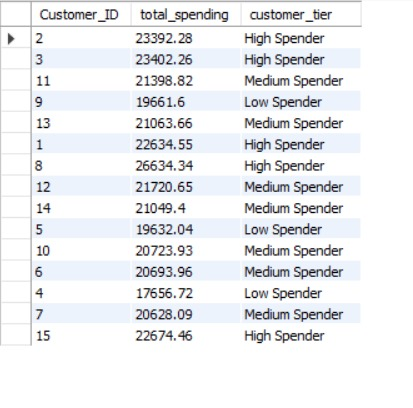 Customer_ID total_spending customer_tier
2 23392.28 High Spender
3 23402.26 High Spender
11 21398.82 Medium Spender
9 19661.6 Low Spender
13 21063.66 Medium Spender
1 22634.55 High Spender
8 26634.34 High Spender
12 21720.65 Medium Spender
14 21049.4 Medium Spender
5 19632.04 Low Spender
10 20723.93 Medium Spender
6 20693.96 Medium Spender
4 17656.72 Low Spender
7 20628.09 Medium Spender
15 22674.46 High Spender